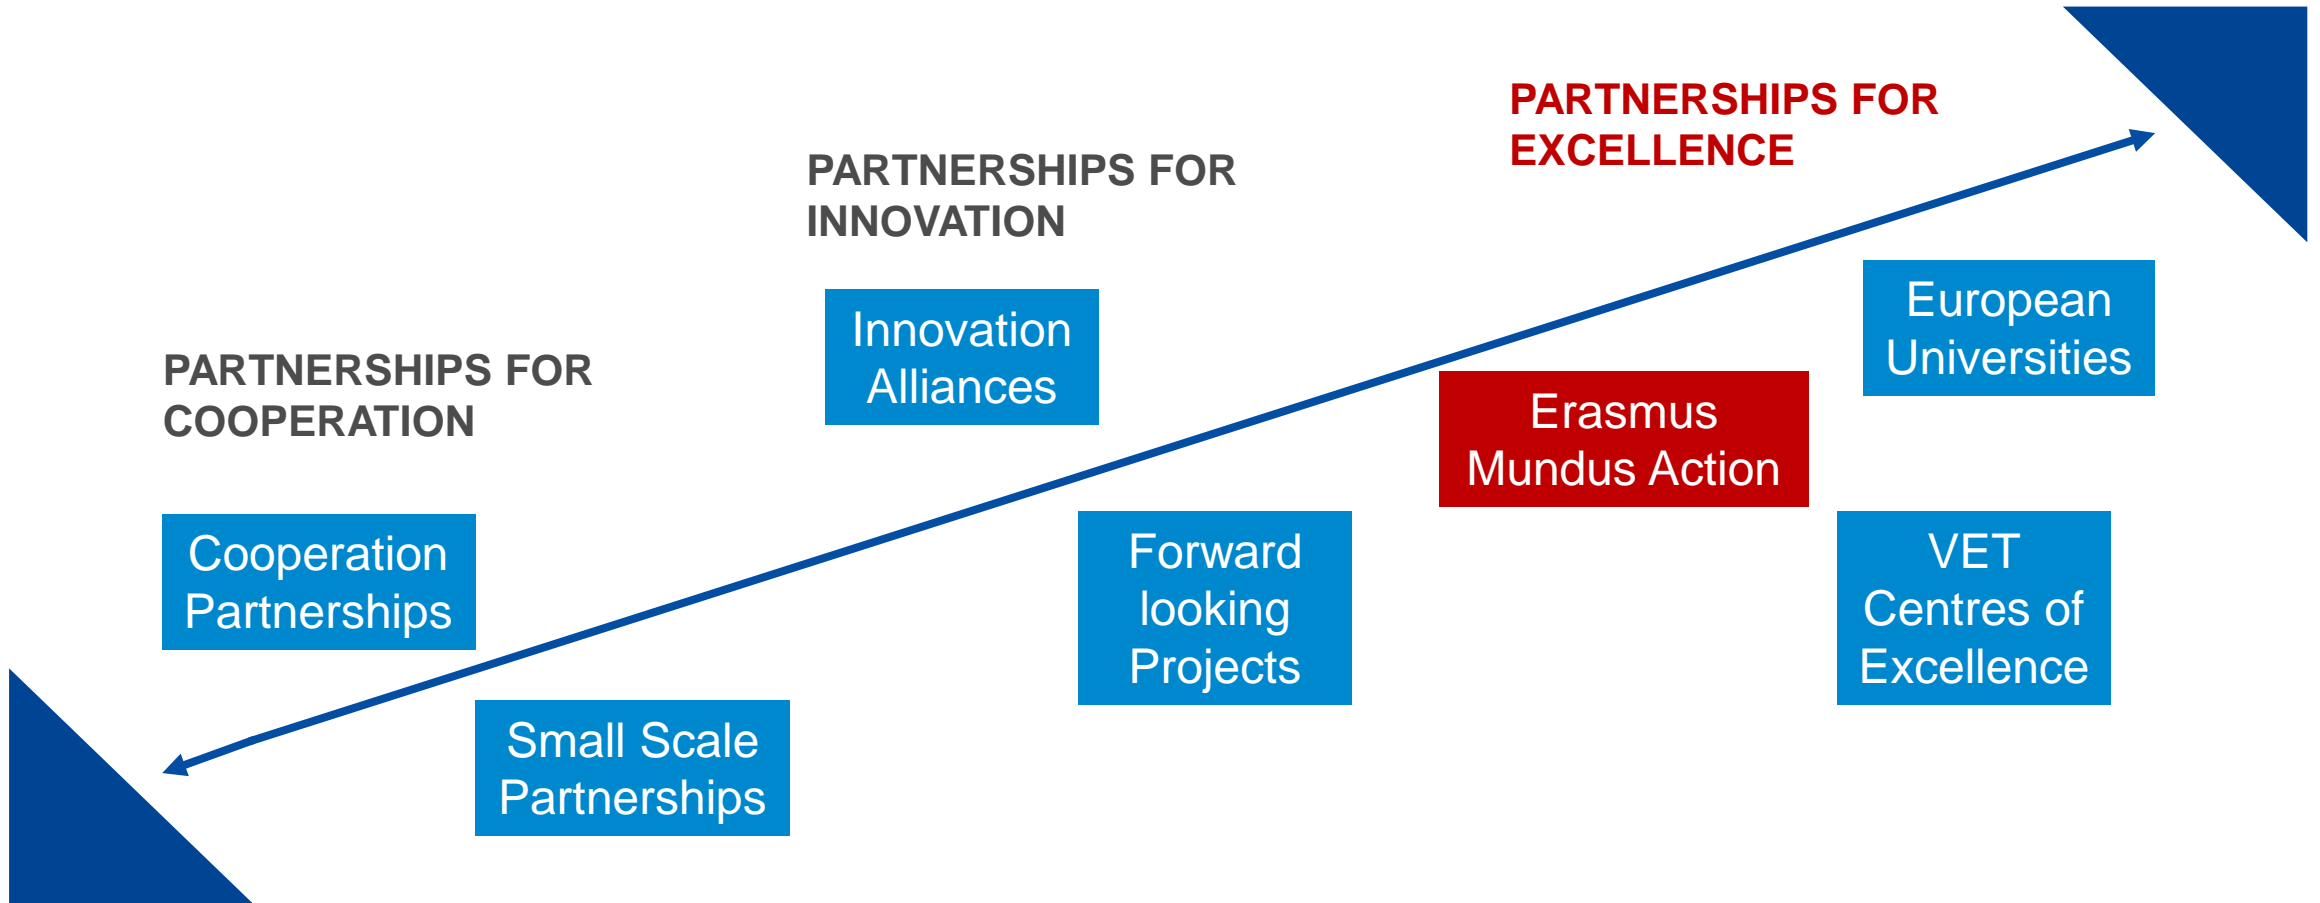 PARTNERSHIPS FOR
COOPERATION
Cooperation
Partnerships
Small Scale
Partnerships
PARTNERSHIPS FOR
INNOVATION
Innovation
Alliances
Forward
looking
Projects
PARTNERSHIPS FOR
EXCELLENCE
Erasmus
Mundus Action
European
Universities
VET
Centres of
Excellence